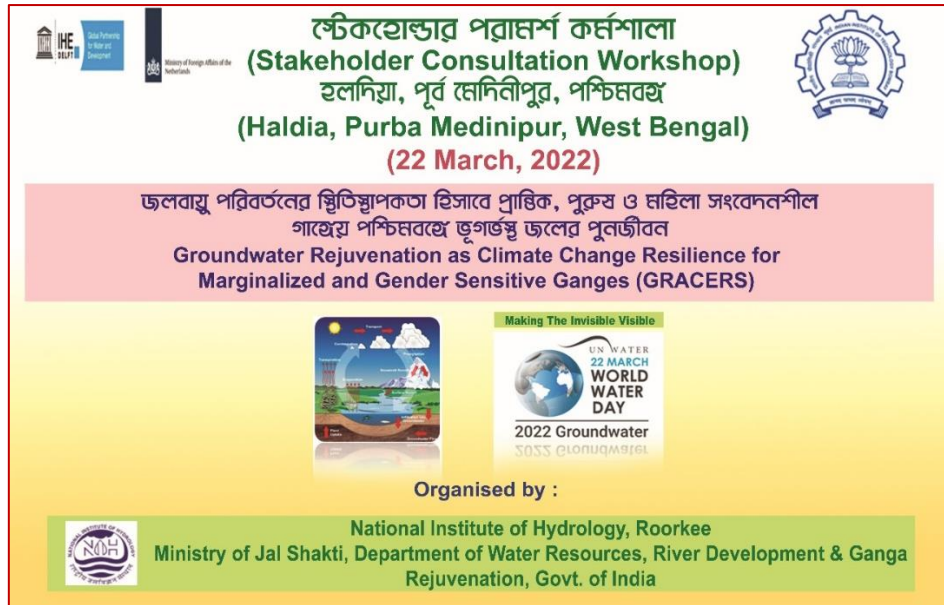 IHE
DELFT
Global Partnership
for Water and
Development
Ministry of Foreign Affairs of the
Netherlands
স্টেকহোল্ডার পরামর্শ কর্মশালা
(Stakeholder Consultation Workshop)
হলদিয়া, পূর্ব মেদিনীপুর, পশ্চিমবঙ্গ
(Haldia, Purba Medinipur, West Bengal)
(22 March, 2022)
জলবায়ু পরিবর্তনের স্থিতিস্থাপকতা হিসাবে প্রান্তিক, পুরুষ ও মহিলা সংবেদনশীল
গাঙ্গেয় পশ্চিমবঙ্গে ভূগর্ভস্থ জলের পুনর্জীবন
Groundwater Rejuvenation as Climate Change Resilience for
Marginalized and Gender Sensitive Ganges (GRACERS)
Making The Invisible Visible
UN WATER
22 MARCH
WORLD
WATER
DAY
2022 Groundwater
Organised by :
National Institute of Hydrology, Roorkee
Ministry of Jal Shakti, Department of Water Resources, River Development & Ganga
Rejuvenation, Govt. of India